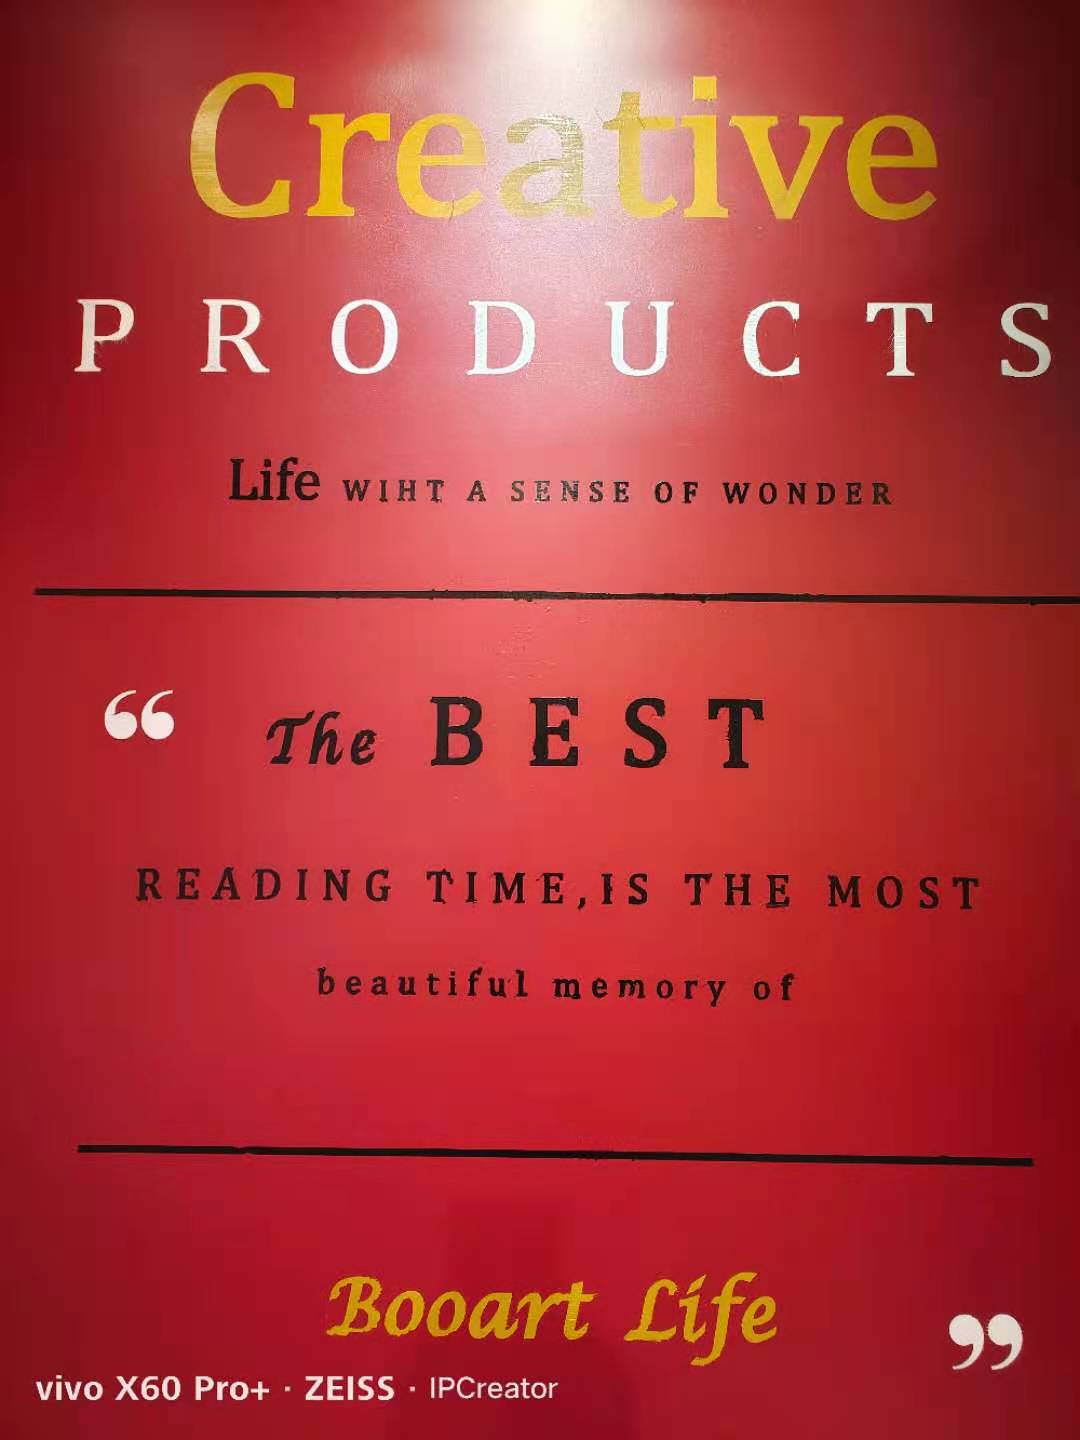 Creative
PRODUCTS
Life WIHT A SENSE OF WONDER
“ The BEST
READING TIME,IS THE MOST
beautiful memory of
Booart Life
”
vivo X60 Pro+ · ZEISS · IPCreator